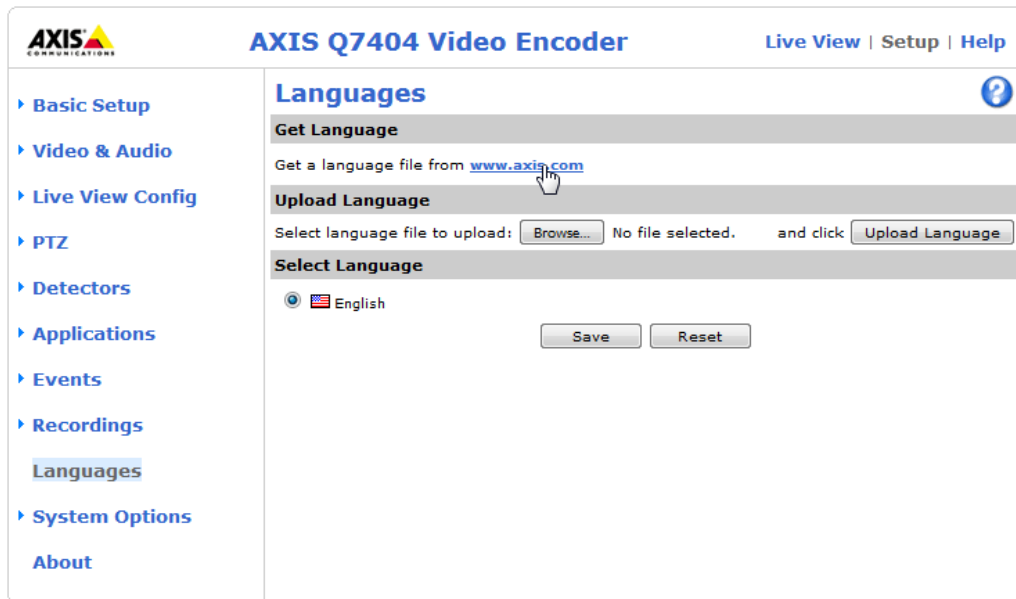 AXIS
COMMUNICATIONS
AXIS Q7404 Video Encoder
Live View | Setup | Help
Basic Setup
Video & Audio
Live View Config
PTZ
Detectors
Applications
Events
Recordings
Languages
System Options
About
Languages
?
Get Language
Get a language file from www.axis.com
Upload Language
Select language file to upload: Browse... No file selected. and click Upload Language
Select Language
English
Save Reset